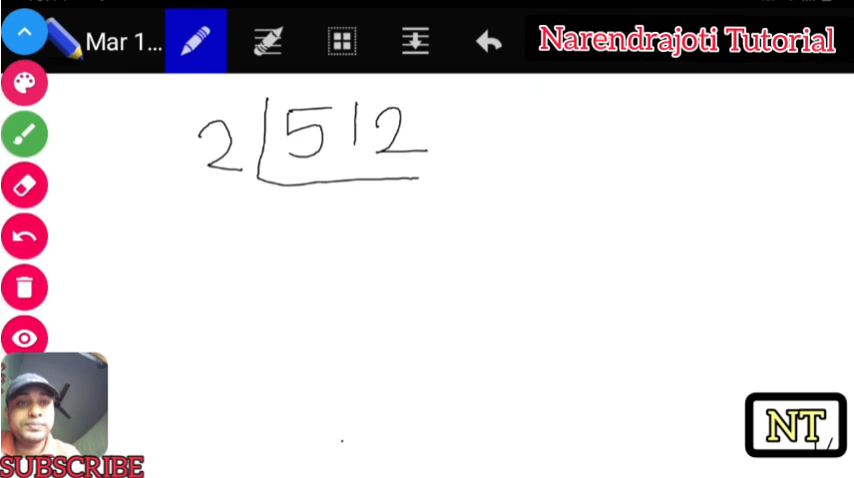 Mar 1...
Narendrajoti Tutorial
2 512
NT
SUBSCRIBE